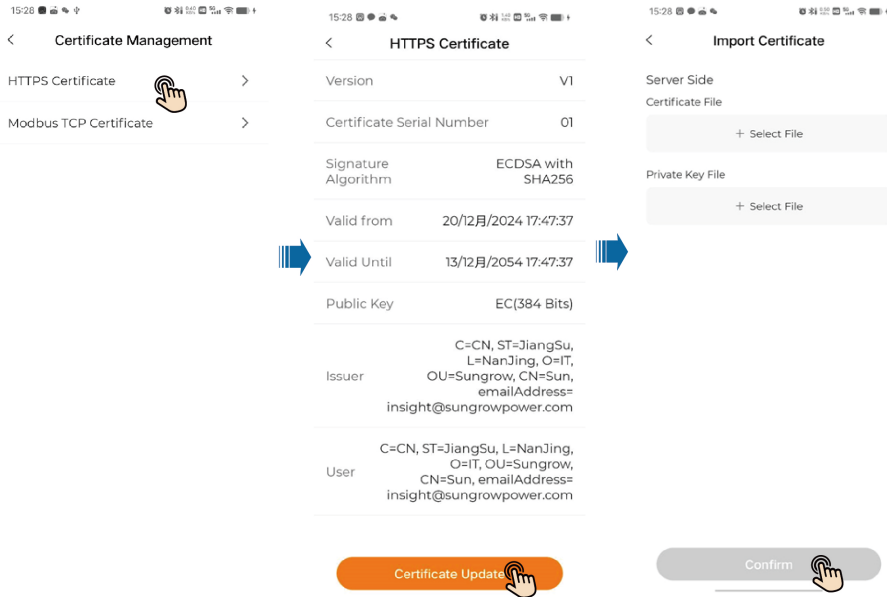 15:28
Certificate Management
HTTPS Certificate
Modbus TCP Certificate
15:28
HTTPS Certificate
Version V1
Certificate Serial Number 01
Signature Algorithm ECDSA with SHA256
Valid from 20/12月/2024 17:47:37
Valid Until 13/12月/2054 17:47:37
Public Key EC(384 Bits)
Issuer
C=CN, ST=JiangSu,
L=NanJing, O=IT,
OU=Sungrow, CN=Sun,
emailAddress=
insight@sungrowpower.com
User
C=CN, ST=JiangSu, L=NanJing,
O=IT, OU=Sungrow,
CN=Sun, emailAddress=
insight@sungrowpower.com
Certificate Update
15:28
Import Certificate
Server Side
Certificate File
+ Select File
Private Key File
+ Select File
Confirm